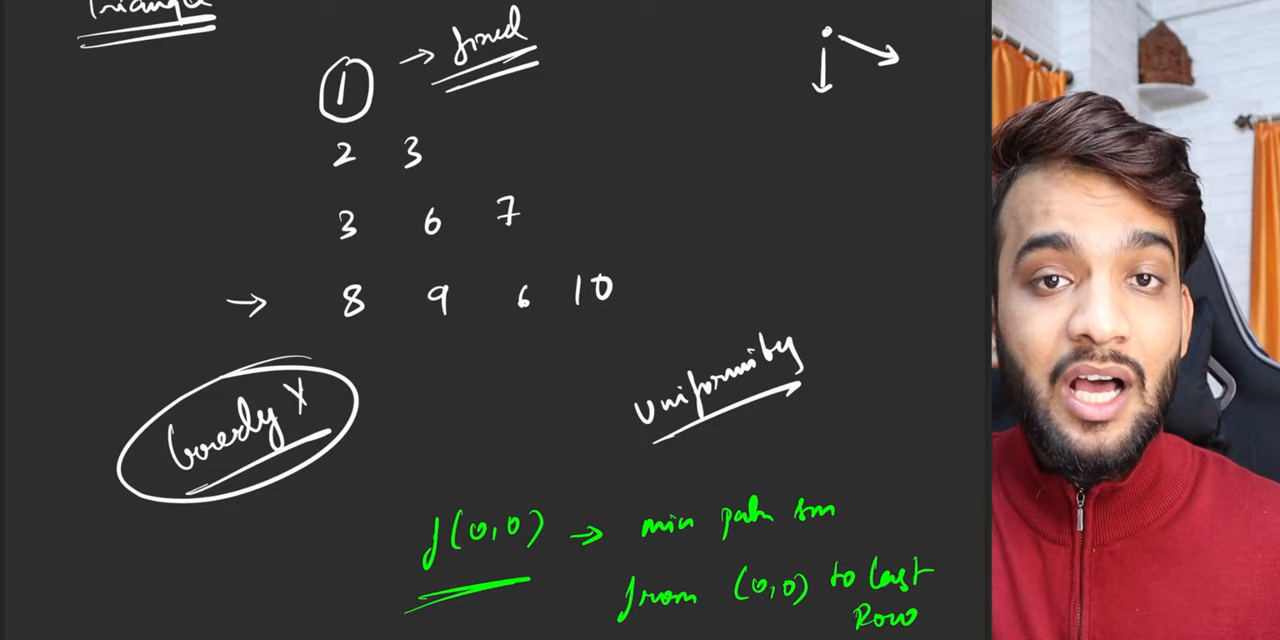 Triangle
1 → fixed
2 3
3 6 7
→ 8 9 6 10
Greedy X
Uniformity
f(0,0) → min path sum
from (0,0) to last
Row